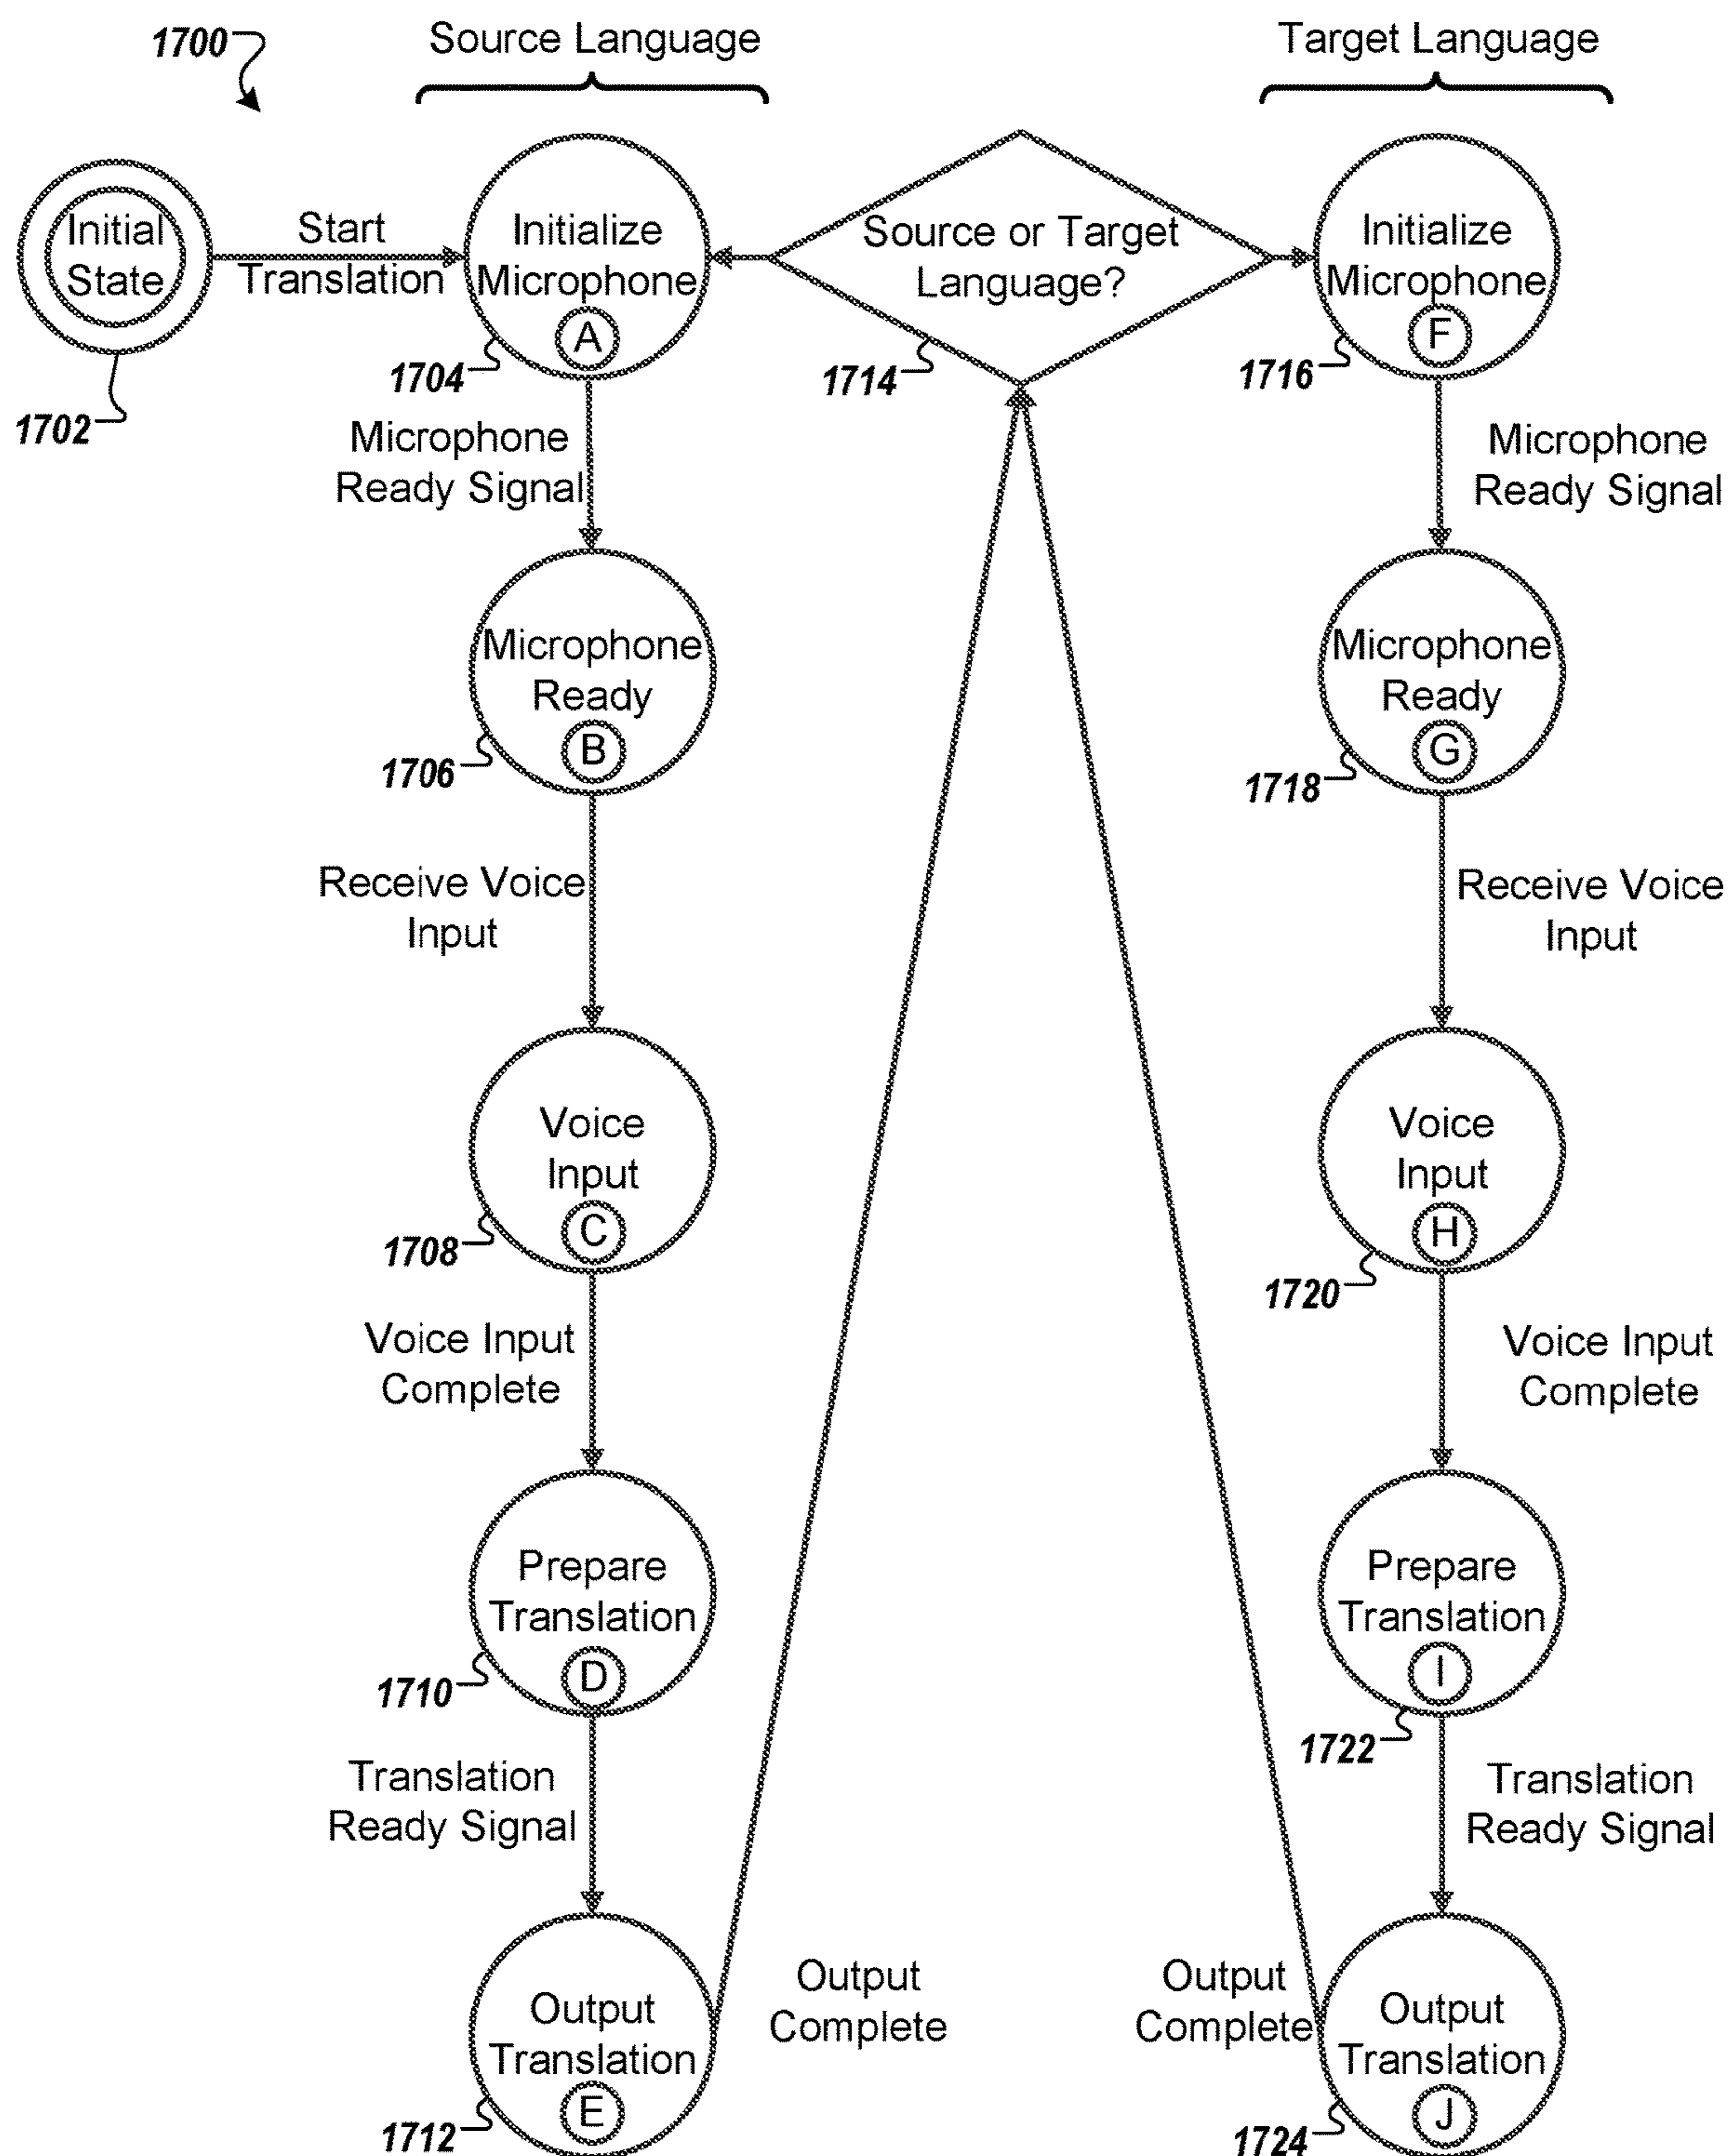 1700
Source Language
Target Language
Initial
State
1702
Start
Translation
Initialize
Microphone
A
1704
Source or Target
Language?
1714
Initialize
Microphone
F
1716
Microphone
Ready Signal
Microphone
Ready Signal
Microphone
Ready
B
1706
Microphone
Ready
G
1718
Receive Voice
Input
Receive Voice
Input
Voice
Input
C
1708
Voice
Input
H
1720
Voice Input
Complete
Voice Input
Complete
Prepare
Translation
D
1710
Prepare
Translation
I
1722
Translation
Ready Signal
Translation
Ready Signal
Output
Translation
E
1712
Output
Complete
Output
Complete
Output
Translation
J
1724